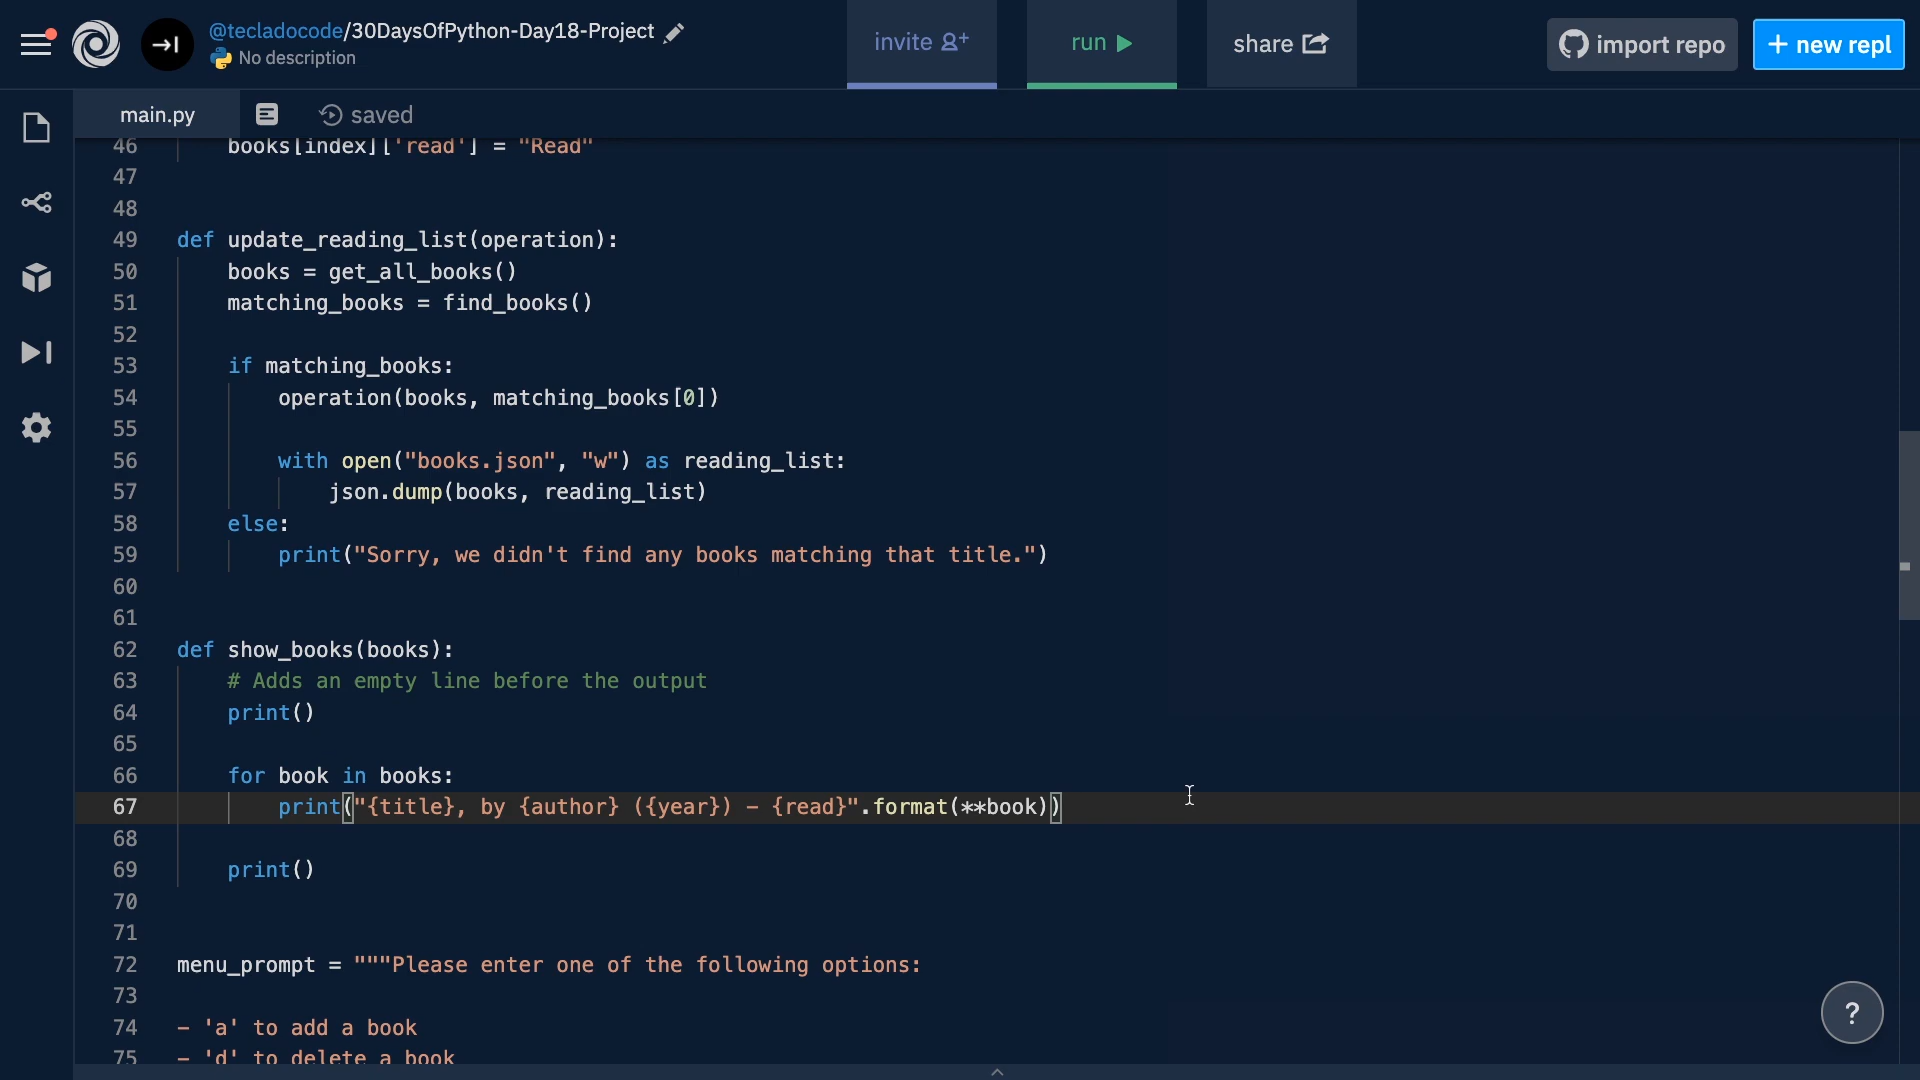 @tecladocode/30DaysOfPython-Day18-Project
No description
invite
run
share
import repo
+ new repl
main.py
saved
46 books[index]['read'] = "Read"
47
48
49 def update_reading_list(operation):
50 books = get_all_books()
51 matching_books = find_books()
52
53 if matching_books:
54 operation(books, matching_books[0])
55
56 with open("books.json", "w") as reading_list:
57 json.dump(books, reading_list)
58 else:
59 print("Sorry, we didn't find any books matching that title.")
60
61
62 def show_books(books):
63 # Adds an empty line before the output
64 print()
65
66 for book in books:
67 print("{title}, by {author} ({year}) – {read}".format(**book))
68
69 print()
70
71
72 menu_prompt = """Please enter one of the following options:
73
74 – 'a' to add a book
75 – 'd' to delete a book
?